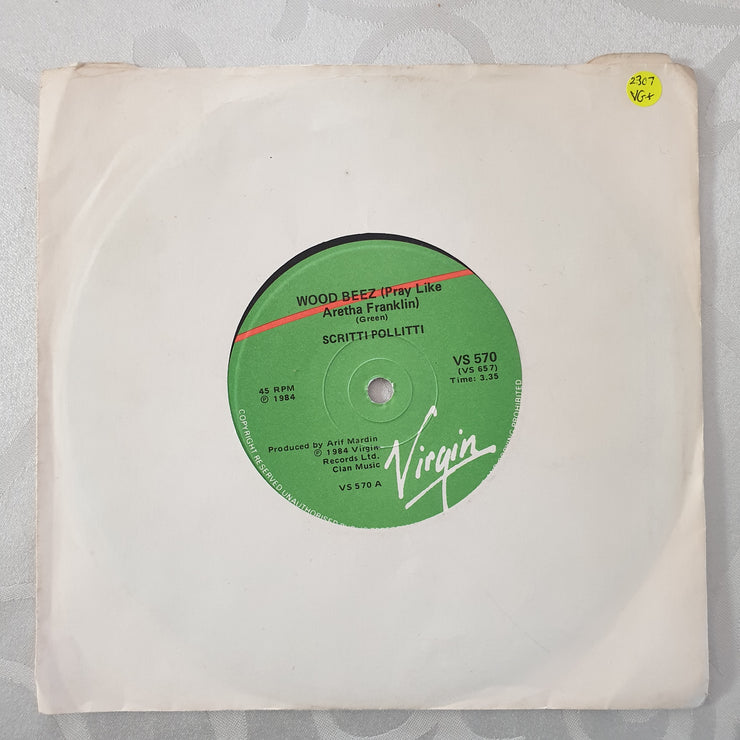 2307
VG+
WOOD BEEZ (Pray Like
Aretha Franklin)
(Green)
SCRITTI POLLITTI
VS 570
(VS 657)
Time: 3.35
45 RPM
℗ 1984
Produced by Arif Mardin
℗ 1984 Virgin
Records Ltd.
Clan Music
VS 570 A
Virgin
COPYRIGHT RESERVED UNAUTHORISED
PROHIBITED